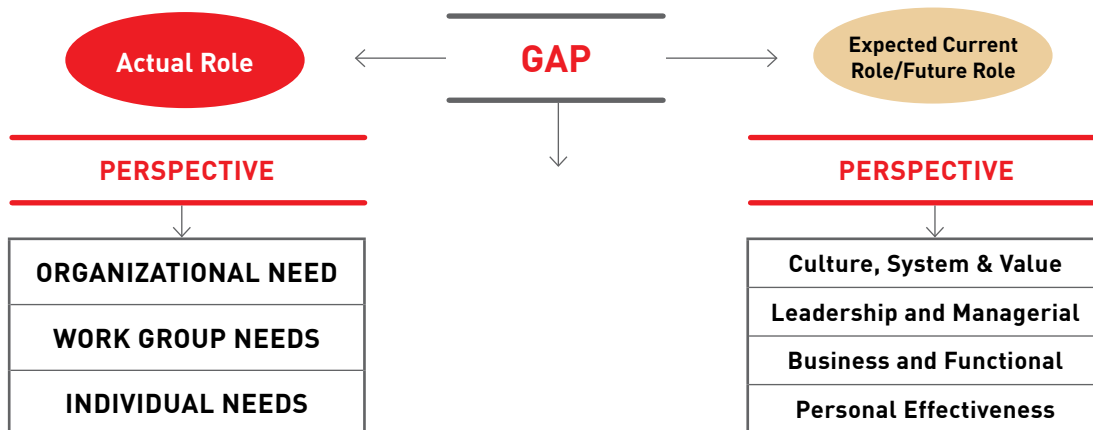 Actual Role
GAP
Expected Current
Role/Future Role
PERSPECTIVE
ORGANIZATIONAL NEED
WORK GROUP NEEDS
INDIVIDUAL NEEDS
PERSPECTIVE
Culture, System & Value
Leadership and Managerial
Business and Functional
Personal Effectiveness